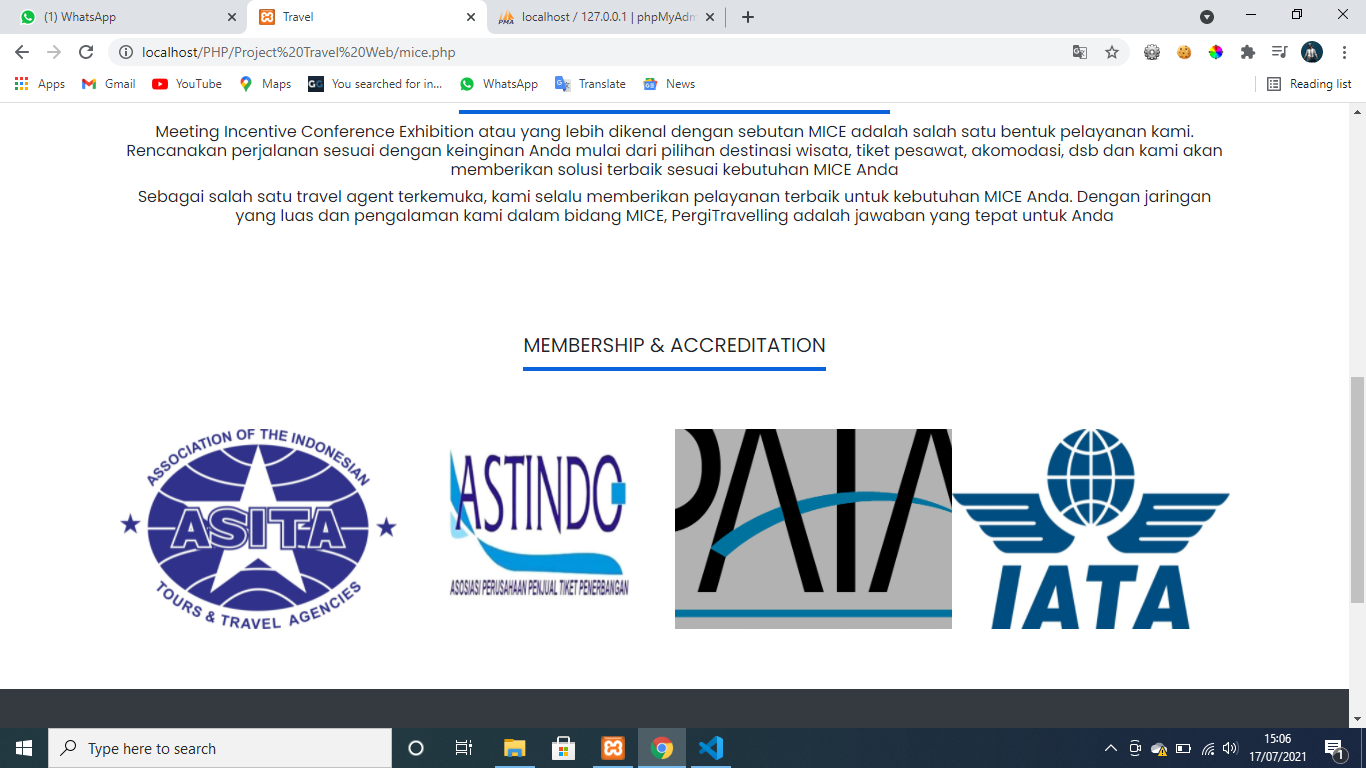 (1) WhatsApp
Travel
localhost / 127.0.0.1 | phpMyAdm
localhost/PHP/Project%20Travel%20Web/mice.php
Apps
Gmail
YouTube
Maps
You searched for in...
WhatsApp
Translate
News
Reading list
Meeting Incentive Conference Exhibition atau yang lebih dikenal dengan sebutan MICE adalah salah satu bentuk pelayanan kami.
Rencanakan perjalanan sesuai dengan keinginan Anda mulai dari pilihan destinasi wisata, tiket pesawat, akomodasi, dsb dan kami akan
memberikan solusi terbaik sesuai kebutuhan MICE Anda
Sebagai salah satu travel agent terkemuka, kami selalu memberikan pelayanan terbaik untuk kebutuhan MICE Anda. Dengan jaringan
yang luas dan pengalaman kami dalam bidang MICE, PergiTravelling adalah jawaban yang tepat untuk Anda
MEMBERSHIP & ACCREDITATION
ASSOCIATION OF THE INDONESIAN
ASITA
TOURS & TRAVEL AGENCIES
ASTINDO
ASOSIASI PERUSAHAAN PENJUAL TIKET PENERBANGAN
PATA
IATA
Type here to search
15:06
17/07/2021
1